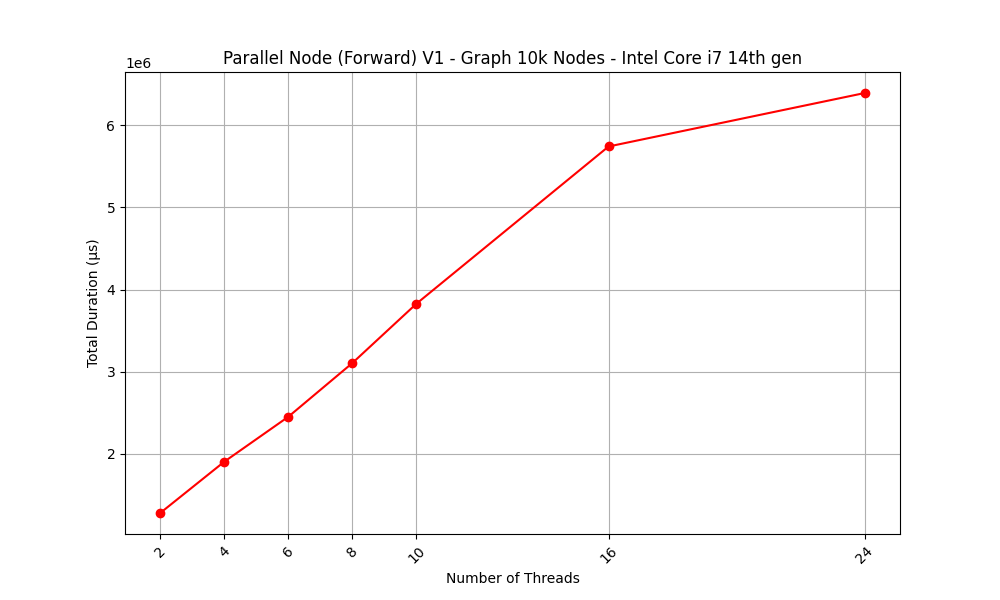 Parallel Node (Forward) V1 - Graph 10k Nodes - Intel Core i7 14th gen
1e6
6
5
4
3
2
Total Duration (μs)
2 4 6 8 10 16 24
Number of Threads